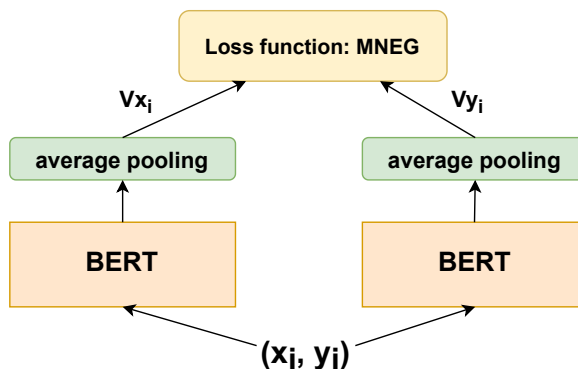 Loss function: MNEG
Vxi Vyi
average pooling average pooling
BERT BERT
(xi, yi)